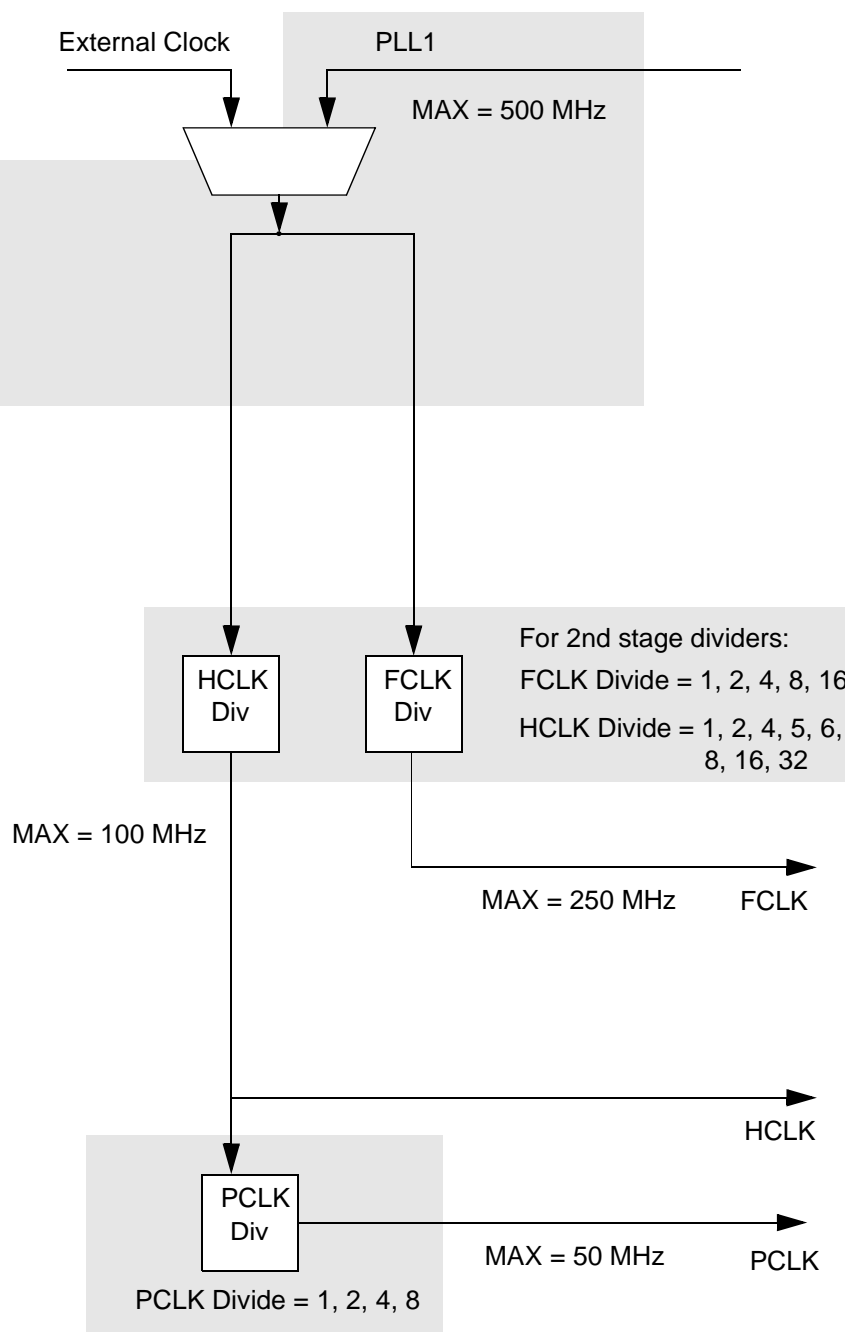 External Clock
PLL1
MAX = 500 MHz
For 2nd stage dividers:
FCLK Divide = 1, 2, 4, 8, 16
HCLK Divide = 1, 2, 4, 5, 6,
8, 16, 32
HCLK
Div
FCLK
Div
MAX = 100 MHz
MAX = 250 MHz
FCLK
HCLK
PCLK
Div
MAX = 50 MHz
PCLK
PCLK Divide = 1, 2, 4, 8